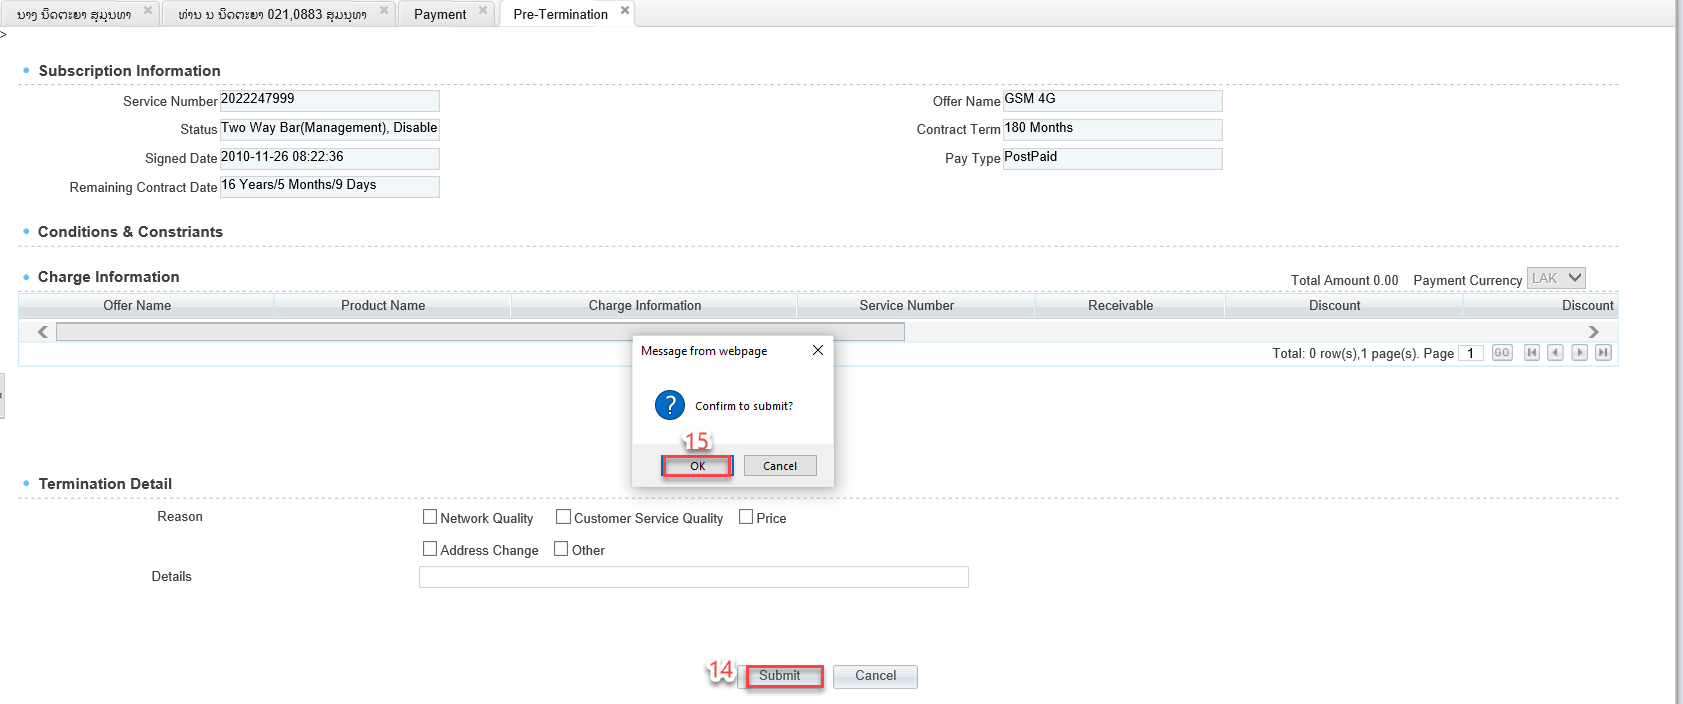 ນາງ ນິດຕະຍາ ສຸມຸນທາ
ທ່ານ ນ ນິດຕະຍາ 021,0883 ສຸມນຸທາ
Payment
Pre-Termination
>
Subscription Information
Service Number 2022247999
Offer Name GSM 4G
Status Two Way Bar(Management), Disable
Contract Term 180 Months
Signed Date 2010-11-26 08:22:36
Pay Type PostPaid
Remaining Contract Date 16 Years/5 Months/9 Days
Conditions & Constriants
Charge Information
Total Amount 0.00 Payment Currency LAK
Offer Name Product Name Charge Information Service Number Receivable Discount Discount
Total: 0 row(s),1 page(s). Page 1 GO
Message from webpage
Confirm to submit?
15
OK Cancel
Termination Detail
Reason
Network Quality Customer Service Quality Price
Address Change Other
Details
14 Submit Cancel